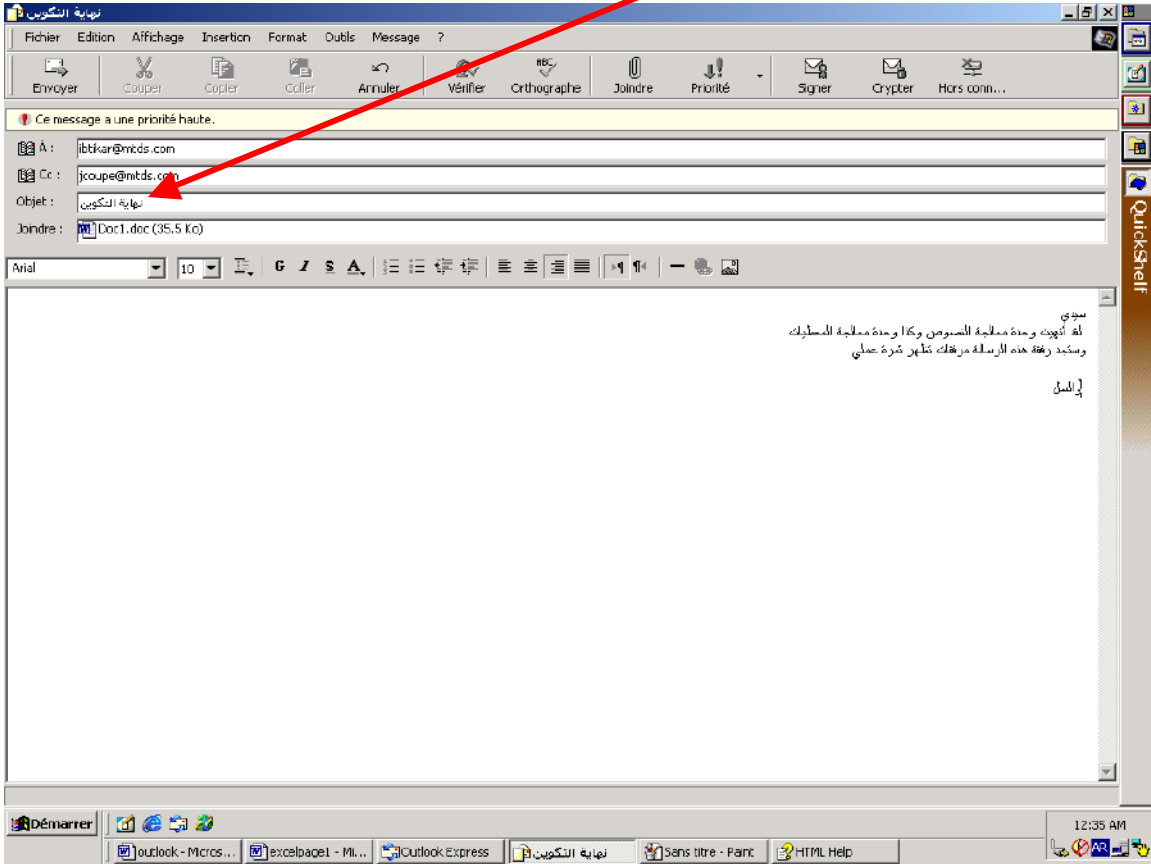 نهاية التكوين
Fichier Edition Affichage Insertion Format Outils Message ?
Envoyer Couper Copier Coller Annuler Vérifier Orthographe Joindre Priorité Signer Crypter Hors conn...
Ce message a une priorité haute.
À : ibtikar@mtds.com
Cc : jcoupe@mtds.com
Objet : نهاية التكوين
Joindre : Doc1.doc (35.5 Ko)
Arial 10 G I S A
سيدي
لقد أنهيت وحدة معالجة النصوص وكذا وحدة معالجة المعطيات
وستجد رفقة هذه الرسالة مرفقات تظهر ثمرة عملي
والسل
QuickShelf
Démarrer
12:35 AM
outlook - Micros... excelpage1 - Mi... Outlook Express نهاية التكوين Sans titre - Paint HTML Help
AR